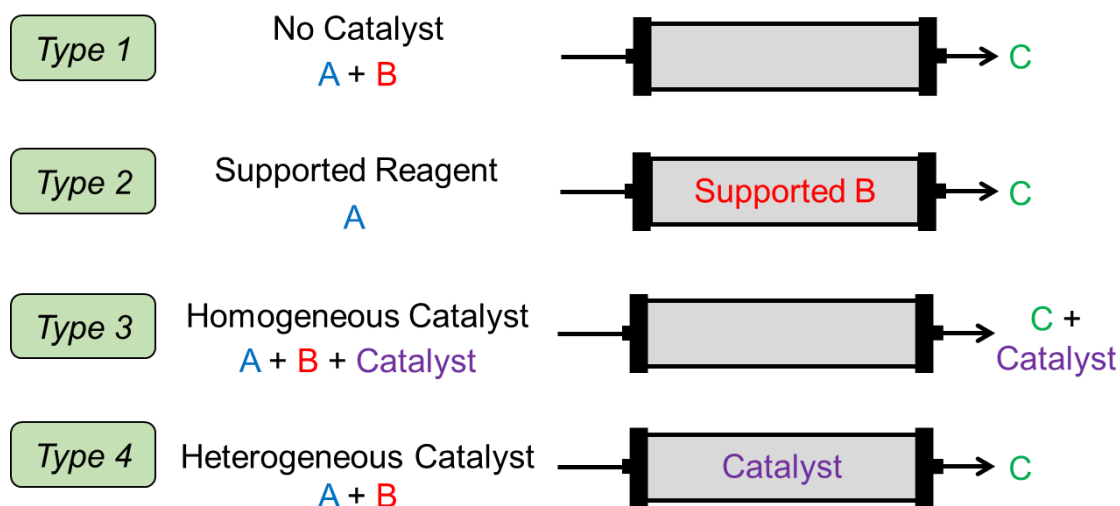 Type 1
No Catalyst
A + B
C
Type 2
Supported Reagent
A
Supported B
C
Type 3
Homogeneous Catalyst
A + B + Catalyst
C +
Catalyst
Type 4
Heterogeneous Catalyst
A + B
Catalyst
C